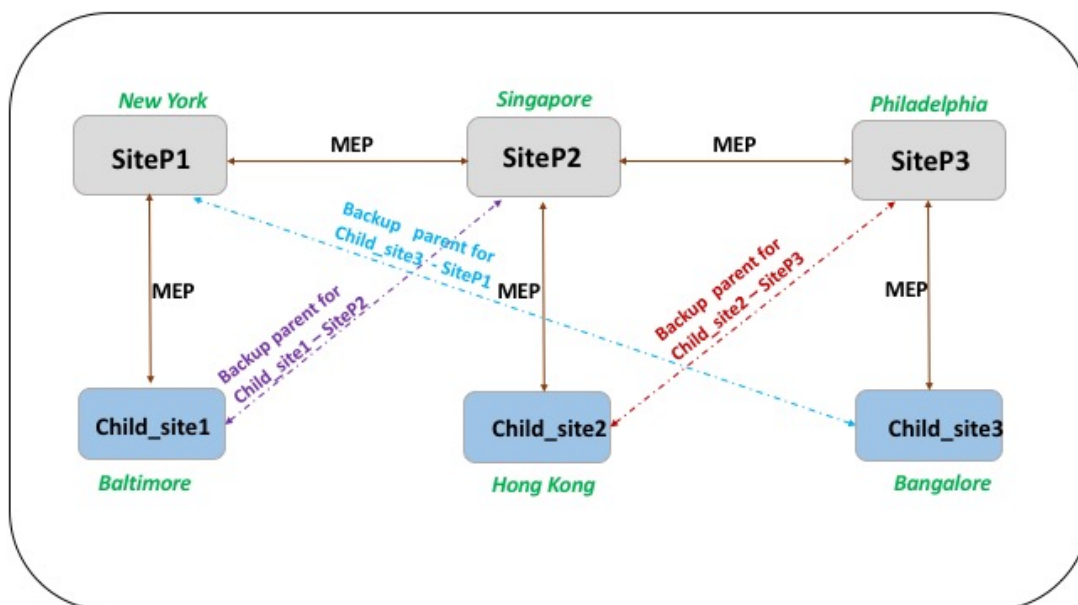 New York
Singapore
Philadelphia
SiteP1
MEP
SiteP2
MEP
SiteP3
Backup parent for
Child_site3 - SiteP1
Backup parent for
Child_site1 – SiteP2
Backup parent for
Child_site2 – SiteP3
MEP
MEP
MEP
Child_site1
Child_site2
Child_site3
Baltimore
Hong Kong
Bangalore